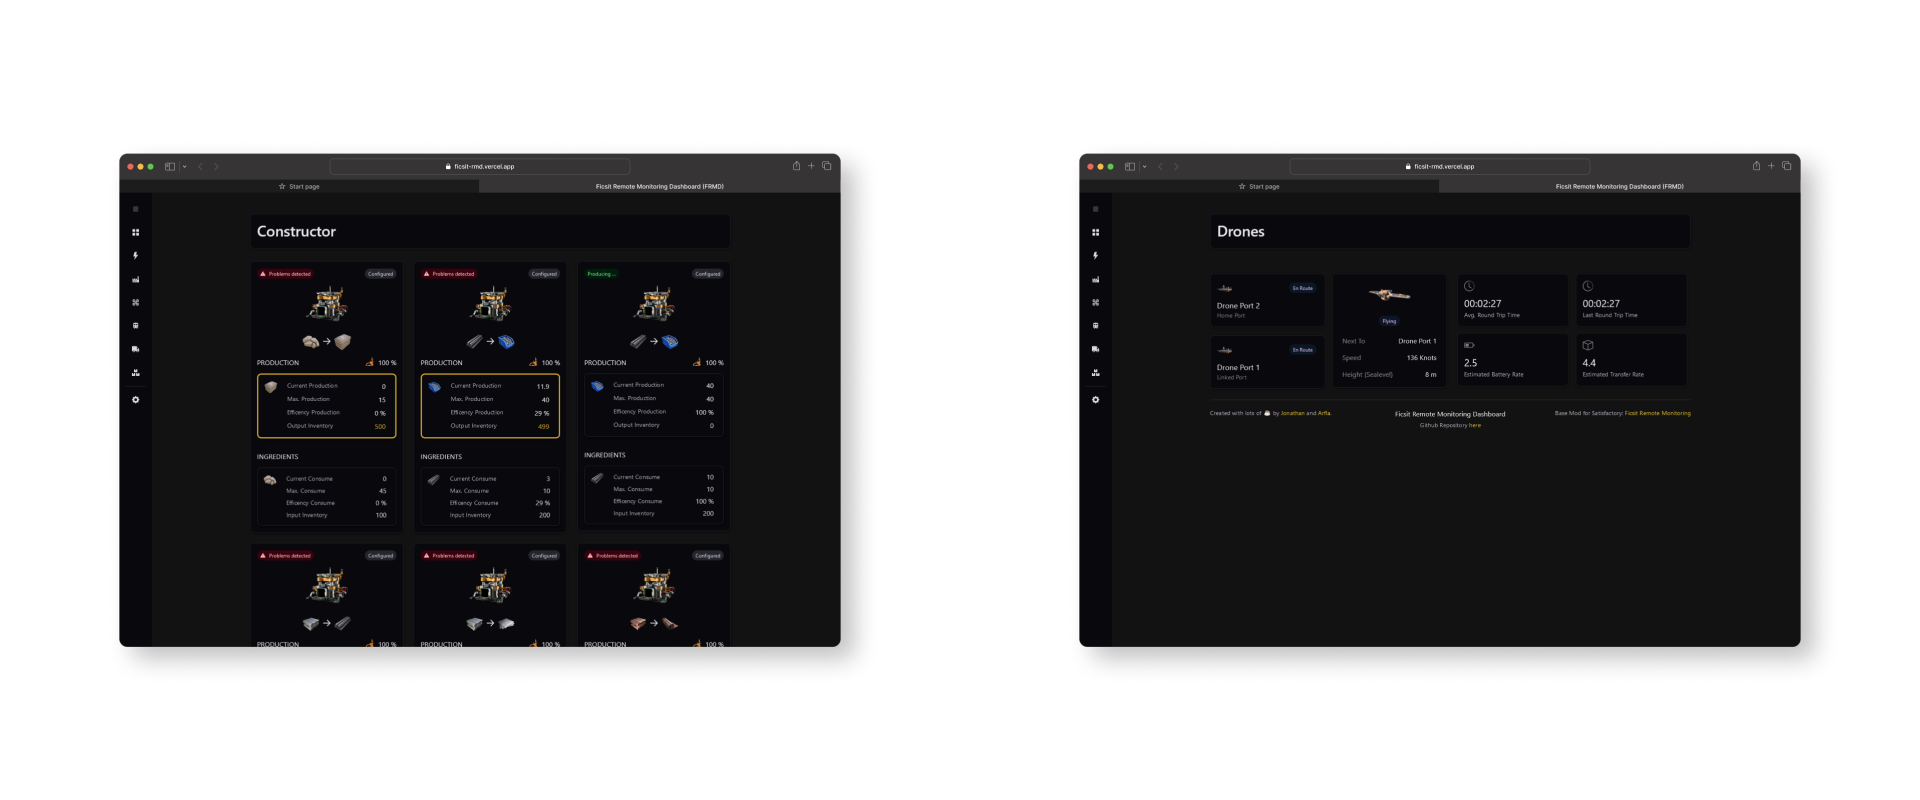 ficsit-rmd.vercel.app
Start page
Ficsit Remote Monitoring Dashboard (FRMD)
Constructor
Problems detected Configured
PRODUCTION 100 %
Current Production 0
Max. Production 15
Efficency Production 0 %
Output Inventory 500
INGREDIENTS
Current Consume 0
Max. Consume 45
Efficency Consume 0 %
Input Inventory 100
Problems detected Configured
PRODUCTION 100 %
Current Production 11.9
Max. Production 40
Efficency Production 29 %
Output Inventory 499
INGREDIENTS
Current Consume 3
Max. Consume 10
Efficency Consume 29 %
Input Inventory 200
Producing ... Configured
PRODUCTION 100 %
Current Production 40
Max. Production 40
Efficency Production 100 %
Output Inventory 0
INGREDIENTS
Current Consume 10
Max. Consume 10
Efficency Consume 100 %
Input Inventory 200
Problems detected Configured
PRODUCTION 100 %
Problems detected Configured
PRODUCTION 100 %
Problems detected Configured
PRODUCTION 100 %
ficsit-rmd.vercel.app
Start page
Ficsit Remote Monitoring Dashboard (FRMD)
Drones
En Route
Drone Port 2
Home Port
En Route
Drone Port 1
Linked Port
Flying
Next To Drone Port 1
Speed 136 Knots
Height (Sealevel) 8 m
00:02:27
Avg. Round Trip Time
00:02:27
Last Round Trip Time
2.5
Estimated Battery Rate
4.4
Estimated Transfer Rate
Created with lots of ☕ by Jonathan and Arfla.
Ficsit Remote Monitoring Dashboard
Github Repository here
Base Mod for Satisfactory: Ficsit Remote Monitoring